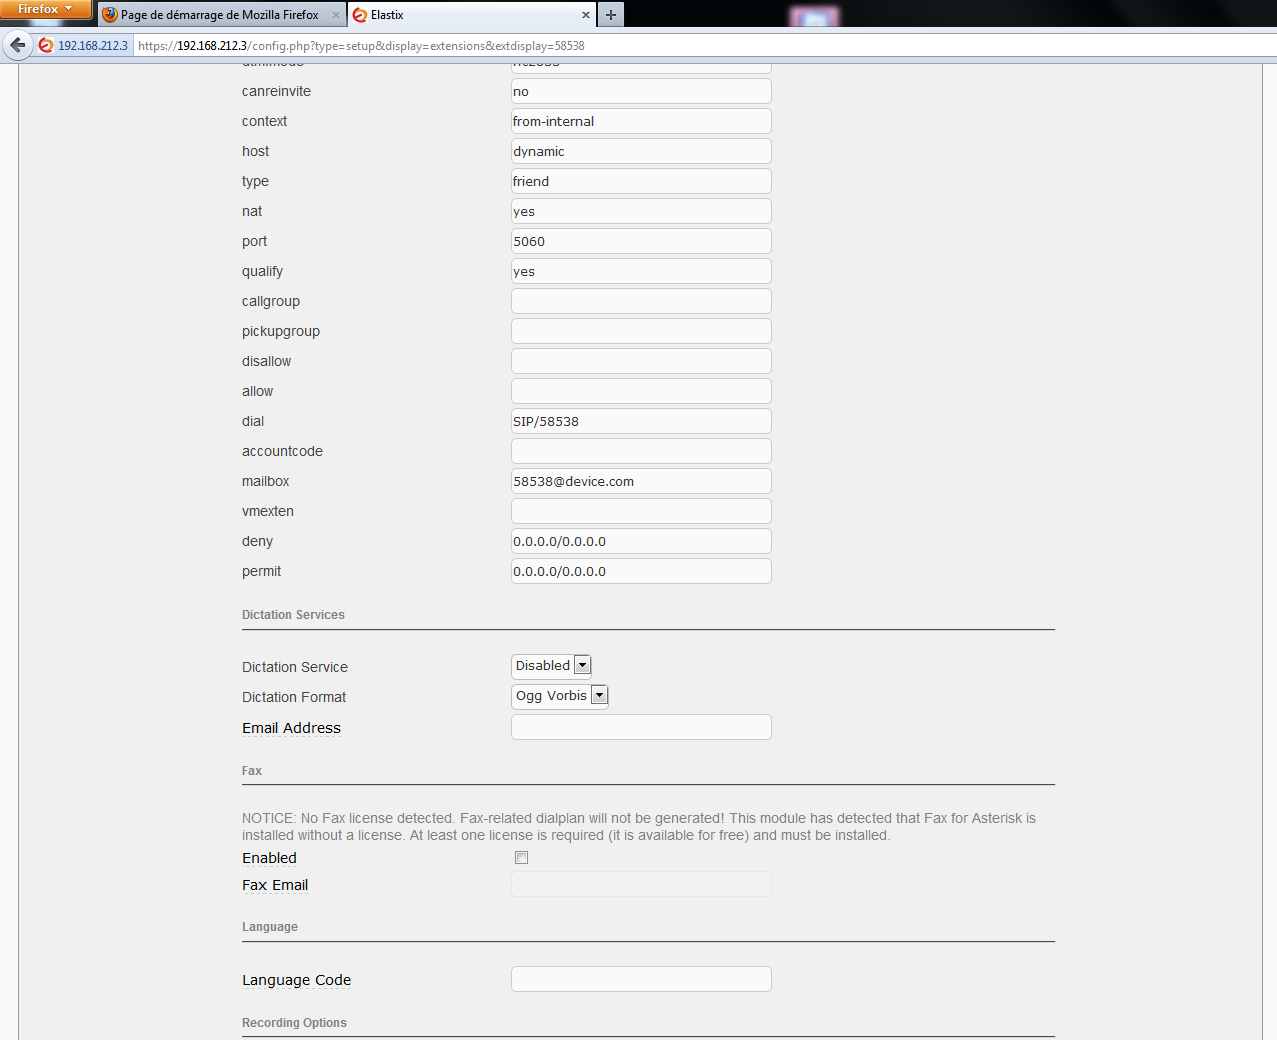 Firefox
Page de démarrage de Mozilla Firefox
Elastix
192.168.212.3
https://192.168.212.3/config.php?type=setup&display=extensions&extdisplay=58538
canreinvite no
context from-internal
host dynamic
type friend
nat yes
port 5060
qualify yes
callgroup
pickupgroup
disallow
allow
dial SIP/58538
accountcode
mailbox 58538@device.com
vmexten
deny 0.0.0.0/0.0.0.0
permit 0.0.0.0/0.0.0.0
Dictation Services
Dictation Service Disabled
Dictation Format Ogg Vorbis
Email Address
Fax
NOTICE: No Fax license detected. Fax-related dialplan will not be generated! This module has detected that Fax for Asterisk is
installed without a license. At least one license is required (it is available for free) and must be installed.
Enabled
Fax Email
Language
Language Code
Recording Options